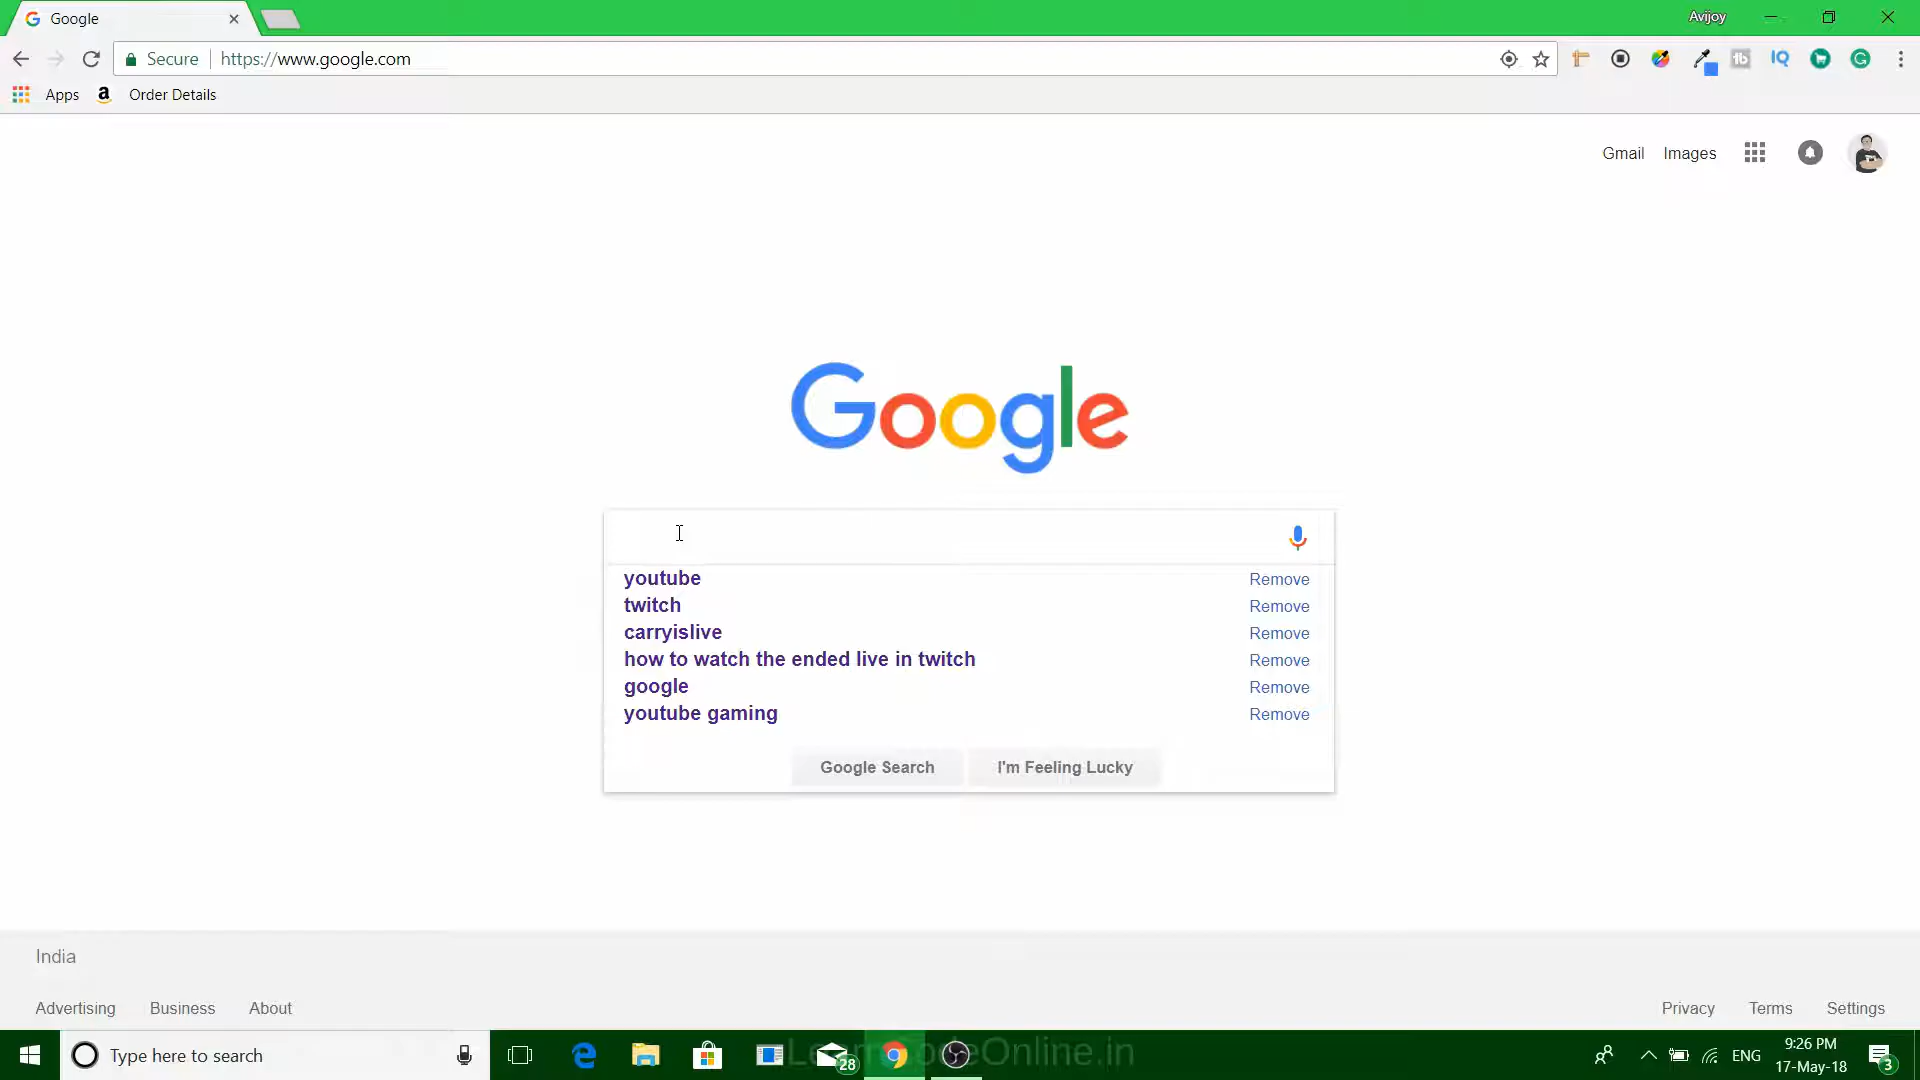 Google
Avijoy
Secure
https://www.google.com
Apps
Order Details
Gmail
Images
Google
youtube
Remove
twitch
Remove
carryislive
Remove
how to watch the ended live in twitch
Remove
google
Remove
youtube gaming
Remove
Google Search
I'm Feeling Lucky
India
Advertising
Business
About
Privacy
Terms
Settings
Type here to search
28
ENG
9:26 PM
17-May-18
3